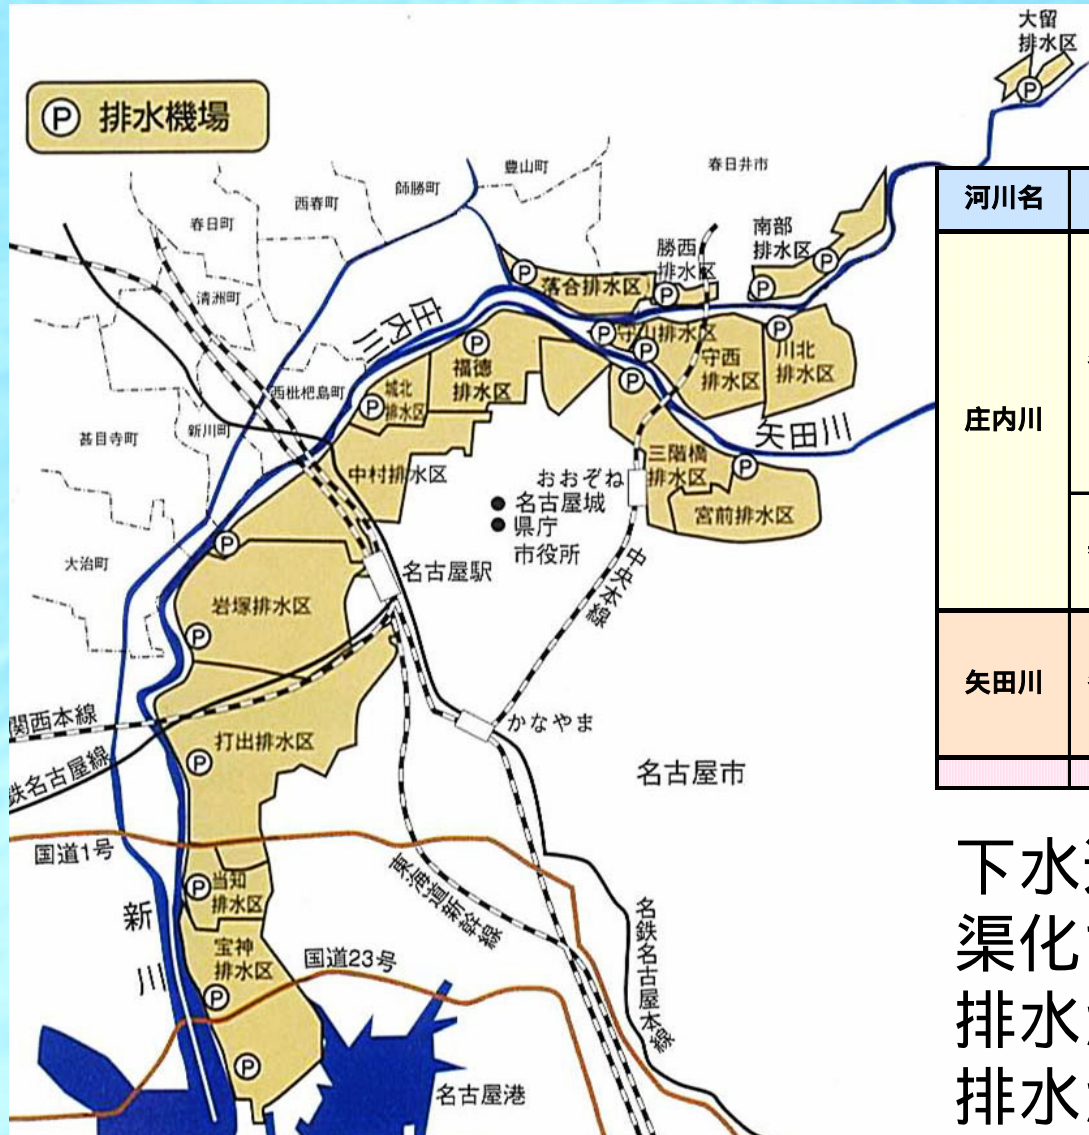 大留
排水区
Ⓟ 排水機場
豊山町
春日井市
師勝町
西春町
春日町
南部
排水区
勝西
排水区
清洲町
落合排水区
庄内川
守山排水区
福徳
排水区
守西
排水区
川北
排水区
西枇杷島町
城北
排水区
新川町
甚目寺町
矢田川
中村排水区
三階橋
排水区
おおぞね
名古屋城
県庁
市役所
宮前排水区
大治町
名古屋駅
中央本線
岩塚排水区
関西本線
かなやま
打出排水区
鉄名古屋線
名古屋市
国道1号
東海道新幹線
当知
排水区
新川
名鉄名古屋本線
宝神
排水区
国道23号
名古屋港
河川名
庄内川
矢田川
下水
渠化
排水
排水